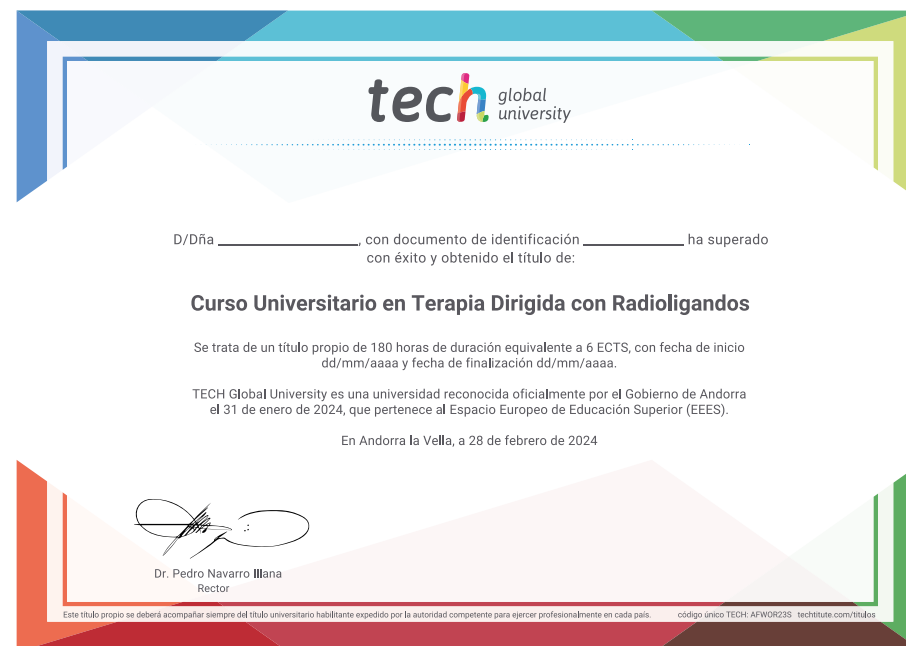 tech global university
D/Dña ____________________, con documento de identificación ______________ ha superado
con éxito y obtenido el título de:
Curso Universitario en Terapia Dirigida con Radioligandos
Se trata de un título propio de 180 horas de duración equivalente a 6 ECTS, con fecha de inicio
dd/mm/aaaa y fecha de finalización dd/mm/aaaa.
TECH Global University es una universidad reconocida oficialmente por el Gobierno de Andorra
el 31 de enero de 2024, que pertenece al Espacio Europeo de Educación Superior (EEES).
En Andorra la Vella, a 28 de febrero de 2024
Dr. Pedro Navarro Illana
Rector
Este título propio se deberá acompañar siempre del título universitario habilitante expedido por la autoridad competente para ejercer profesionalmente en cada país. código único TECH: AFWOR23S techtitute.com/titulos